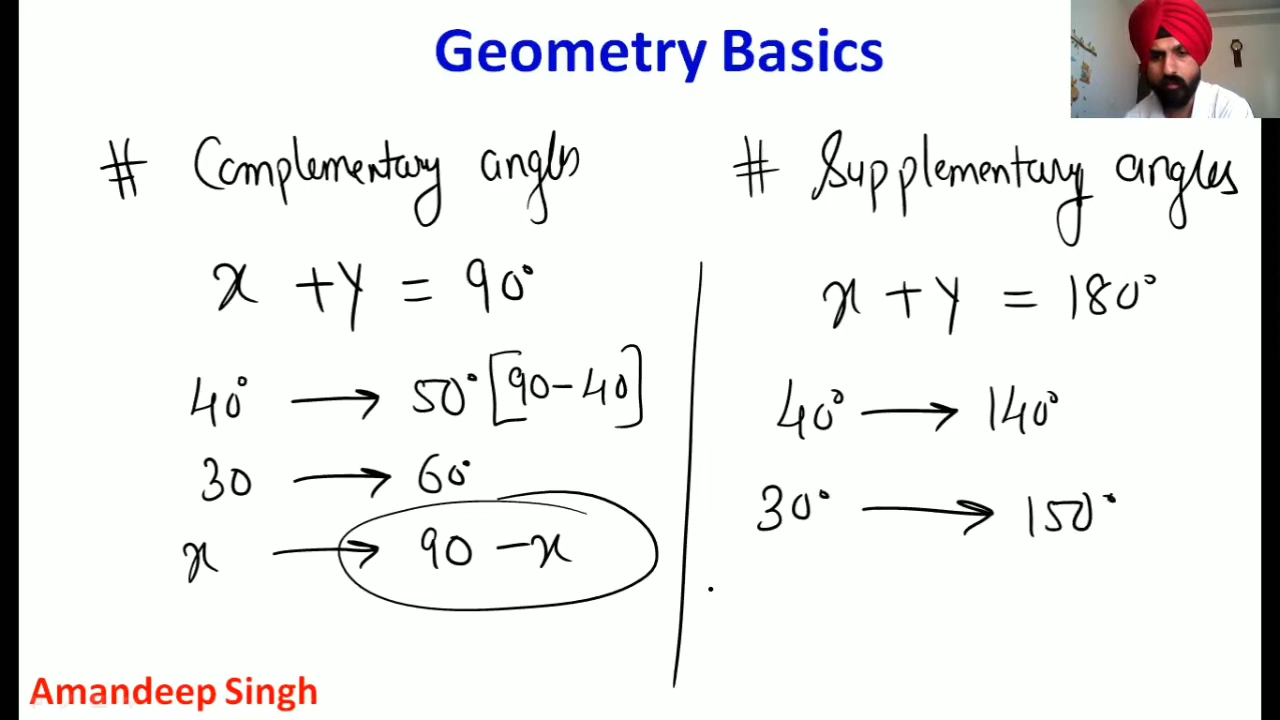 Geometry Basics
# Complementary angles
x + y = 90°
40° → 50° [90-40]
30 → 60°
x → 90 - x
# Supplementary angles
x + y = 180°
40° → 140°
30° → 150°
Amandeep Singh